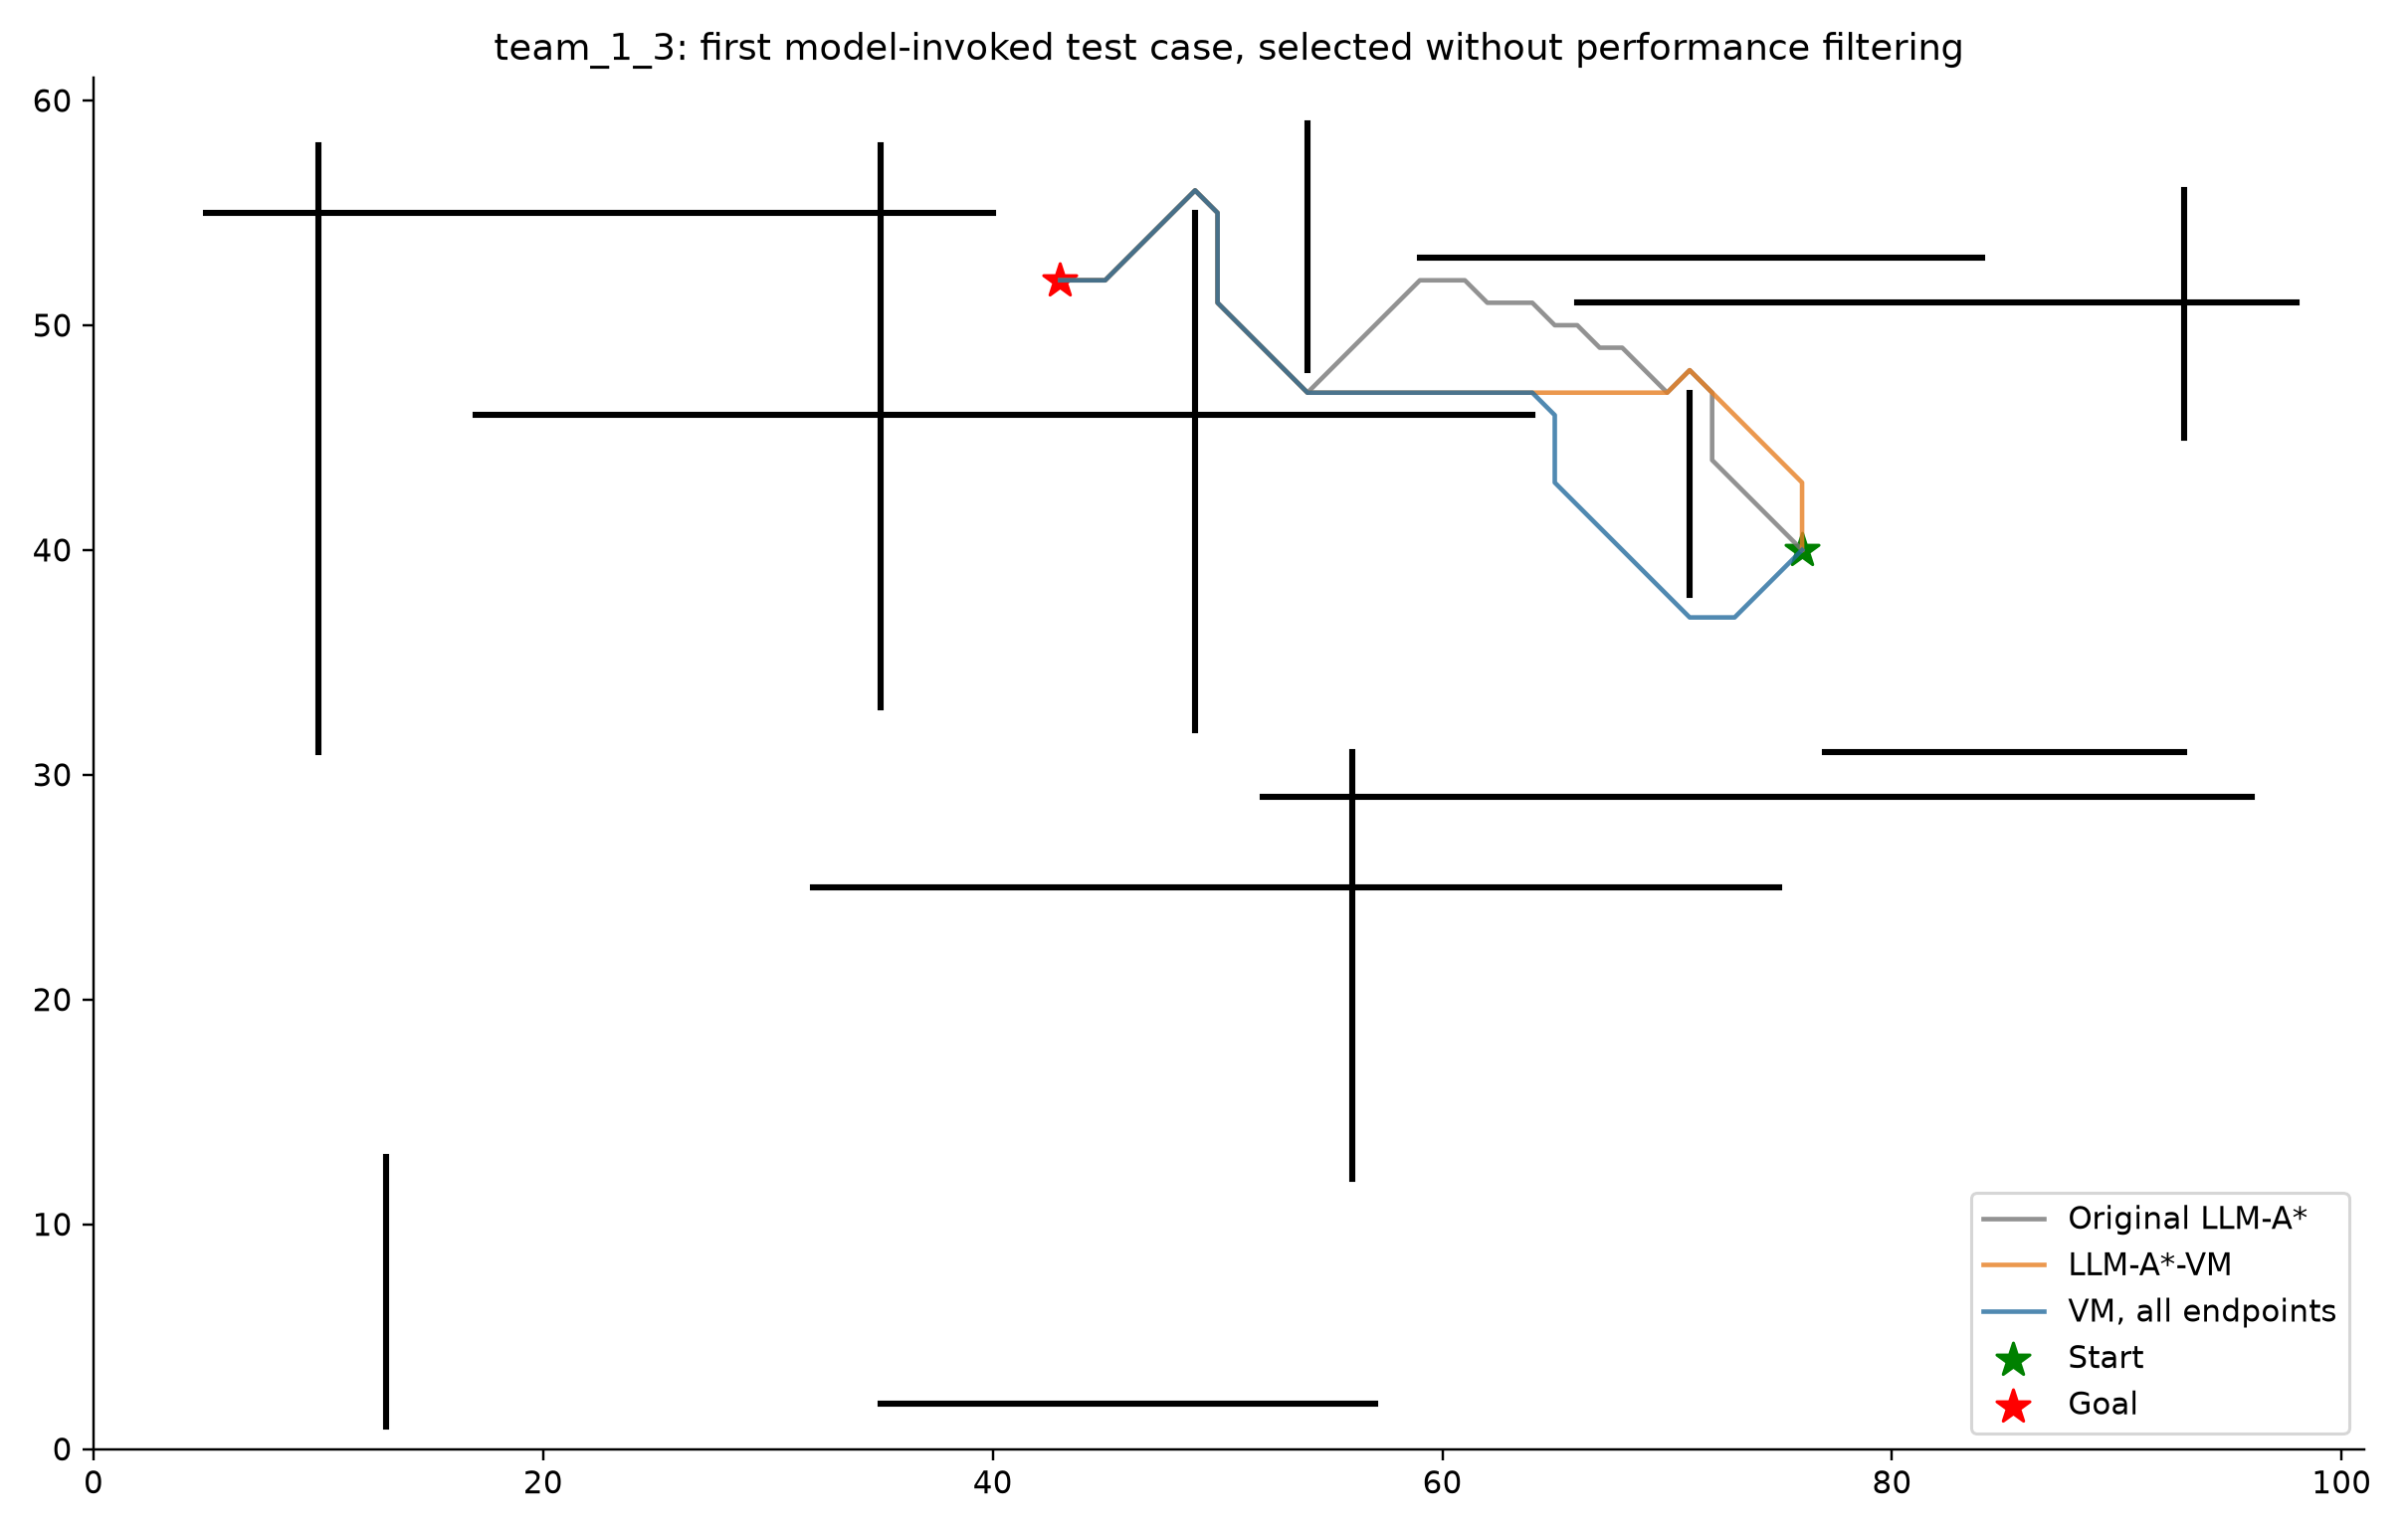 team_1_3: first model-invoked test case, selected without performance filtering
60
50
40
30
20
10
0
0 20 40 60 80 100
Original LLM-A*
LLM-A*-VM
VM, all endpoints
Start
Goal